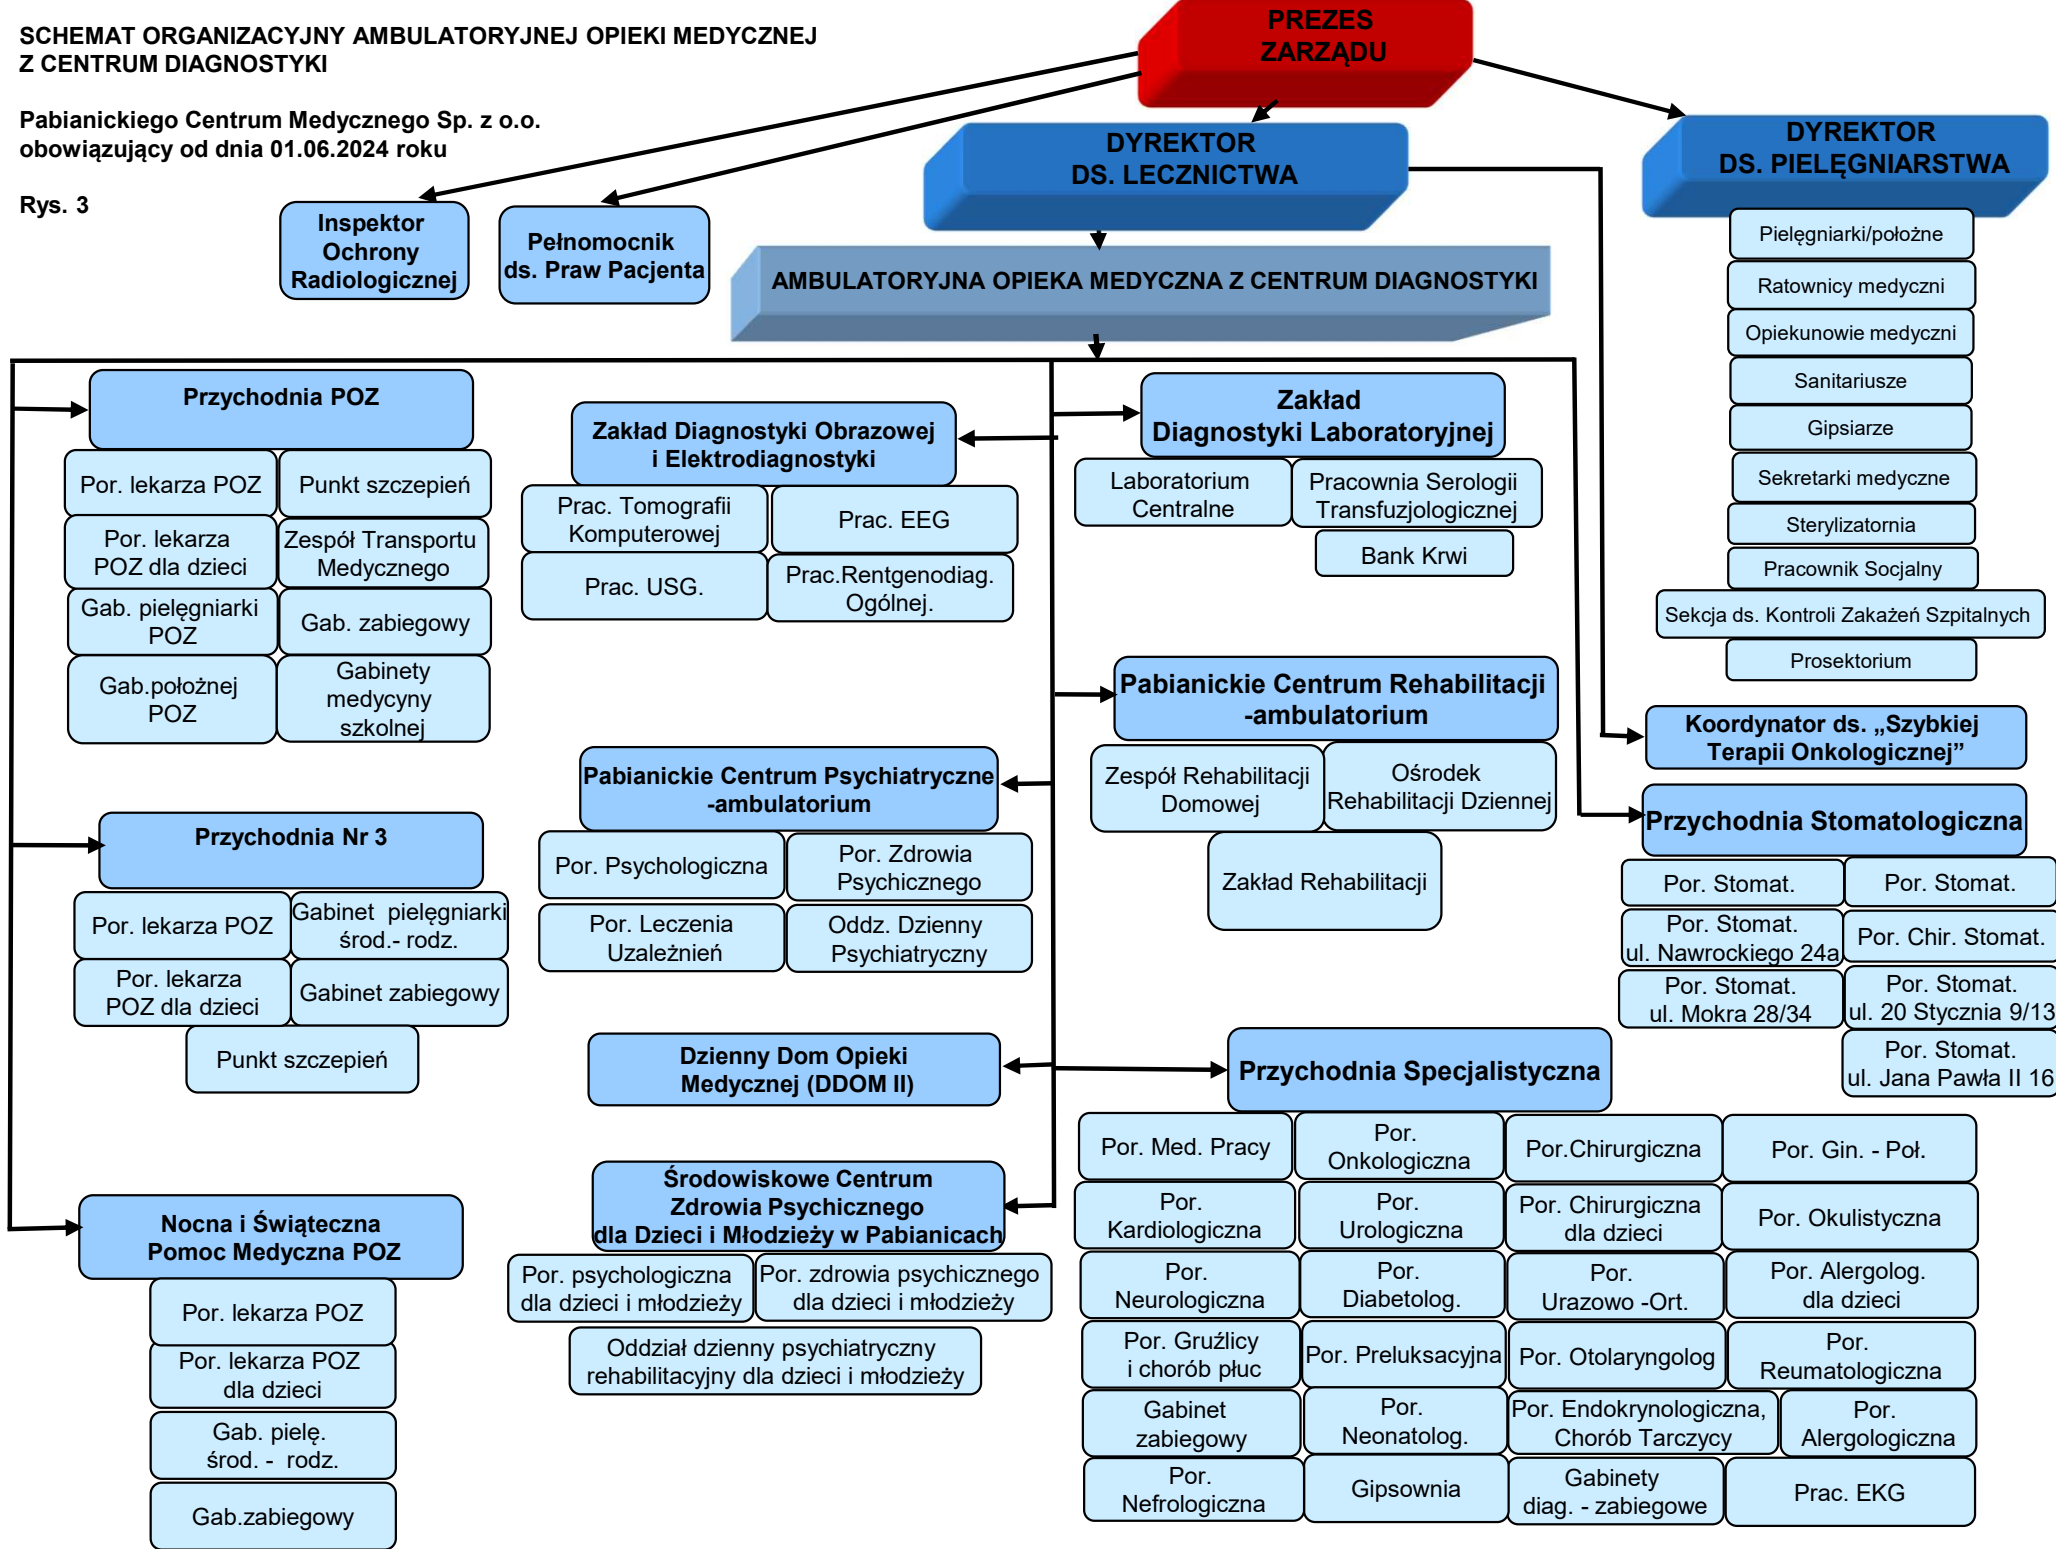 SCHEMAT ORGANIZACYJNY AMBULATORYJNEJ OPIEKI MEDYCZNEJ
Z CENTRUM DIAGNOSTYKI
Pabianickiego Centrum Medycznego Sp. z o.o.
obowiązujący od dnia 01.06.2024 roku
Rys. 3
PREZES
ZARZĄDU
DYREKTOR
DS. LECZNICTWA
DYREKTOR
DS. PIELĘGNIARSTWA
Inspektor
Ochrony
Radiologicznej
Pełnomocnik
ds. Praw Pacjenta
AMBULATORYJNA OPIEKA MEDYCZNA Z CENTRUM DIAGNOSTYKI
Pielęgniarki/położne
Ratownicy medyczni
Opiekunowie medyczni
Sanitariusze
Gipsiarze
Sekretarki medyczne
Sterylizatornia
Pracownik Socjalny
Sekcja ds. Kontroli Zakażeń Szpitalnych
Prosektorium
Przychodnia POZ
Por. lekarza POZ
Punkt szczepień
Por. lekarza
POZ dla dzieci
Zespół Transportu
Medycznego
Gab. pielęgniarki
POZ
Gab. zabiegowy
Gab.położnej
POZ
Gabinety
medycyny
szkolnej
Zakład Diagnostyki Obrazowej
i Elektrodiagnostyki
Prac. Tomografii
Komputerowej
Prac. EEG
Prac. USG.
Prac.Rentgenodiag.
Ogólnej.
Zakład
Diagnostyki Laboratoryjnej
Laboratorium
Centralne
Pracownia Serologii
Transfuzjologicznej
Bank Krwi
Pabianickie Centrum Rehabilitacji
-ambulatorium
Zespół Rehabilitacji
Domowej
Ośrodek
Rehabilitacji Dziennej
Zakład Rehabilitacji
Koordynator ds. „Szybkiej
Terapii Onkologicznej”
Przychodnia Stomatologiczna
Por. Stomat.
Por. Stomat.
Por. Stomat.
ul. Nawrockiego 24a
Por. Chir. Stomat.
Por. Stomat.
ul. Mokra 28/34
Por. Stomat.
ul. 20 Stycznia 9/13
Por. Stomat.
ul. Jana Pawła II 16
Przychodnia Nr 3
Por. lekarza POZ
Gabinet pielęgniarki
środ.- rodz.
Por. lekarza
POZ dla dzieci
Gabinet zabiegowy
Punkt szczepień
Pabianickie Centrum Psychiatryczne
-ambulatorium
Por. Psychologiczna
Por. Zdrowia
Psychicznego
Por. Leczenia
Uzależnień
Oddz. Dzienny
Psychiatryczny
Dzienny Dom Opieki
Medycznej (DDOM II)
Środowiskowe Centrum
Zdrowia Psychicznego
dla Dzieci i Młodzieży w Pabianicach
Por. psychologiczna
dla dzieci i młodzieży
Por. zdrowia psychicznego
dla dzieci i młodzieży
Oddział dzienny psychiatryczny
rehabilitacyjny dla dzieci i młodzieży
Nocna i Świąteczna
Pomoc Medyczna POZ
Por. lekarza POZ
Por. lekarza POZ
dla dzieci
Gab. pielę.
środ. - rodz.
Gab.zabiegowy
Przychodnia Specjalistyczna
Por. Med. Pracy
Por.
Onkologiczna
Por.Chirurgiczna
Por. Gin. - Poł.
Por.
Kardiologiczna
Por.
Urologiczna
Por. Chirurgiczna
dla dzieci
Por. Okulistyczna
Por.
Neurologiczna
Por.
Diabetolog.
Por.
Urazowo -Ort.
Por. Alergolog.
dla dzieci
Por. Gruźlicy
i chorób płuc
Por. Preluksacyjna
Por. Otolaryngolog
Por.
Reumatologiczna
Gabinet
zabiegowy
Por.
Neonatolog.
Por. Endokrynologiczna,
Chorób Tarczycy
Por.
Alergologiczna
Por.
Nefrologiczna
Gipsownia
Gabinety
diag. - zabiegowe
Prac. EKG